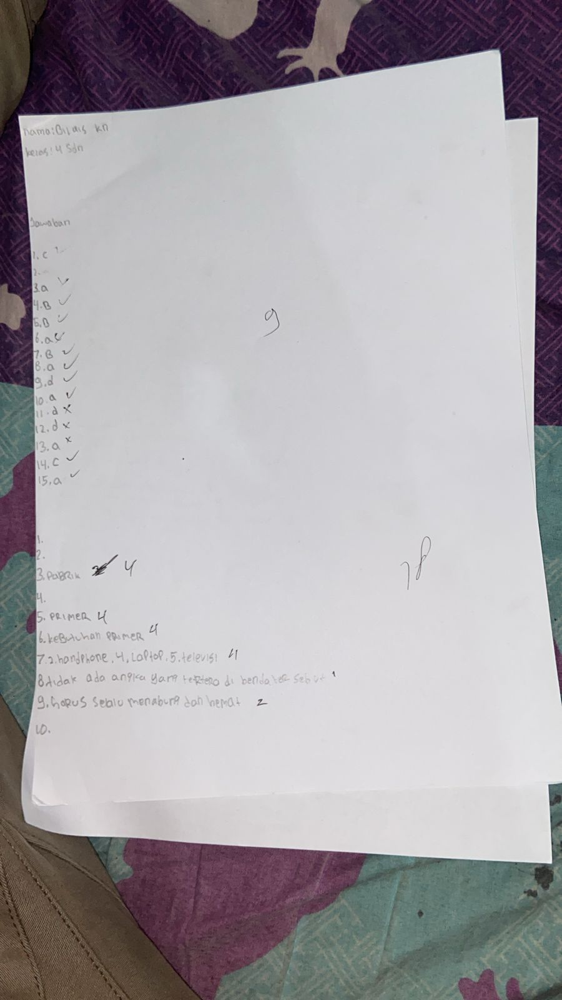 nama: Bilqis kn
kelas: 4 Sdn
Jawaban
1. c
2.
3.a
4.B
5.B
6.a
7.B
8.a
9.d
10.a
11.d x
12.d x
13.a x
14.c
15.a
9
1.
2.
3.PaBRik 4
18
4.
5. PRIMER 4
6.keButuhan PRIMER 4
7.2.handphone, 4, Laptop, 5. televisi 4
8.tidak ada angka yang teRtera di benda ter sebut 1
9.haRus selalu menabung dan hemat 2
10.